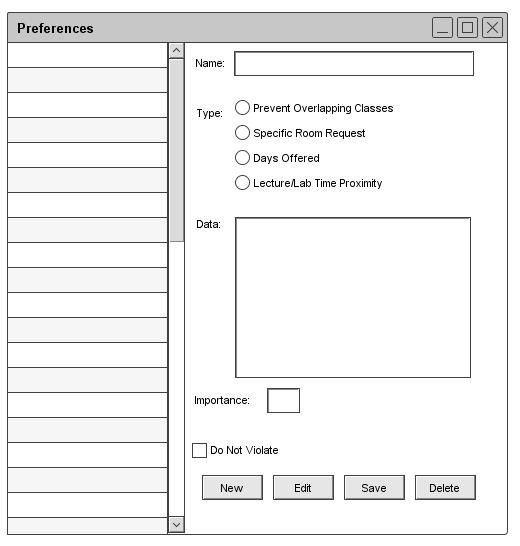 Preferences
Name:
Type:
Prevent Overlapping Classes
Specific Room Request
Days Offered
Lecture/Lab Time Proximity
Data:
Importance:
Do Not Violate
New Edit Save Delete